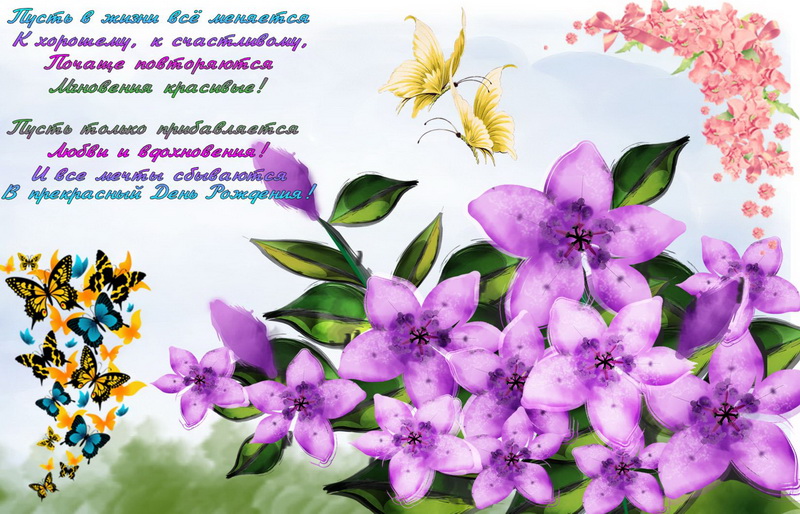 Пусть в жизни всё меняется
К хорошему, к счастливому,
Почаще повторяются
Мгновения красивые!
Пусть только прибавляется
Любви и вдохновения!
И все мечты сбываются
В прекрасный День Рождения!